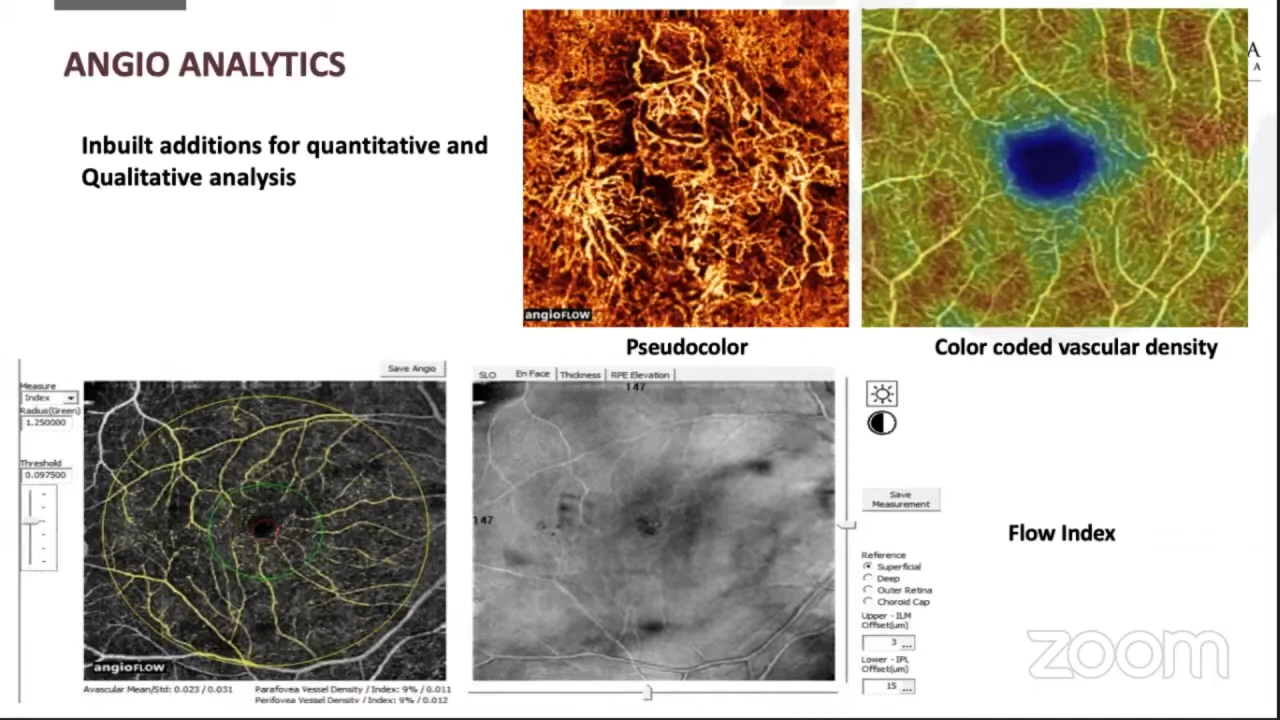 ANGIO ANALYTICS
Inbuilt additions for quantitative and
Qualitative analysis
angioFLOW
A
A
Pseudocolor
Color coded vascular density
Save Angio
Measure
Index
Radius(Green)
1.250000
Threshold
0.097500
angioFLOW
Avascular Mean/Std: 0.023 / 0.031
Parafovea Vessel Density / Index: 9% / 0.011
Perifovea Vessel Density / Index: 9% / 0.012
SLO
En Face
Thickness
RPE Elevation
147
147
Save
Measurement
Flow Index
Reference
Superficial
Deep
Outer Retina
Choroid Cap
Upper - ILM
Offset(um)
3 ...
Lower - IPL
Offset(um)
15 ...
zoom